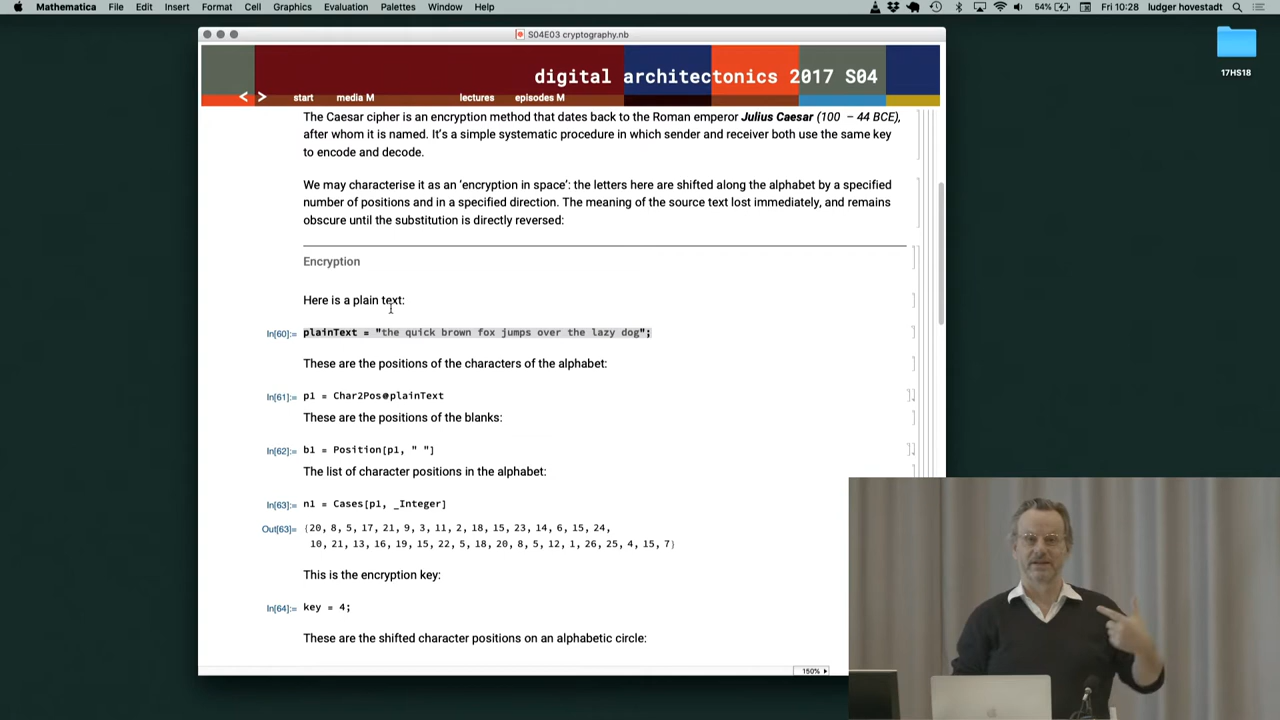 Mathematica File Edit Insert Format Cell Graphics Evaluation Palettes Window Help 54% Fri 10:28 ludger hovestadt
S04E03 cryptography.nb
17HS18
digital architectonics 2017 S04
< > start media M lectures episodes M
The Caesar cipher is an encryption method that dates back to the Roman emperor Julius Caesar (100 – 44 BCE),
after whom it is named. It's a simple systematic procedure in which sender and receiver both use the same key
to encode and decode.
We may characterise it as an 'encryption in space': the letters here are shifted along the alphabet by a specified
number of positions and in a specified direction. The meaning of the source text lost immediately, and remains
obscure until the substitution is directly reversed:
Encryption
Here is a plain text:
In[60]:= plainText = "the quick brown fox jumps over the lazy dog";
These are the positions of the characters of the alphabet:
In[61]:= p1 = Char2Pos@plainText
These are the positions of the blanks:
In[62]:= b1 = Position[p1, " "]
The list of character positions in the alphabet:
In[63]:= n1 = Cases[p1, _Integer]
Out[63]= {20, 8, 5, 17, 21, 9, 3, 11, 2, 18, 15, 23, 14, 6, 15, 24,
10, 21, 13, 16, 19, 15, 22, 5, 18, 20, 8, 5, 12, 1, 26, 25, 4, 15, 7}
This is the encryption key:
In[64]:= key = 4;
These are the shifted character positions on an alphabetic circle:
150%